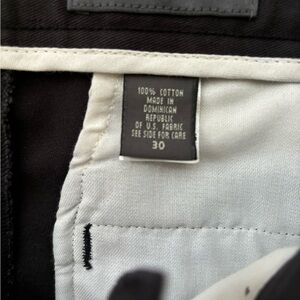 100% COTTON
MADE IN
DOMINICAN
REPUBLIC
OF U.S. FABRIC
SEE SIDE FOR CARE
30